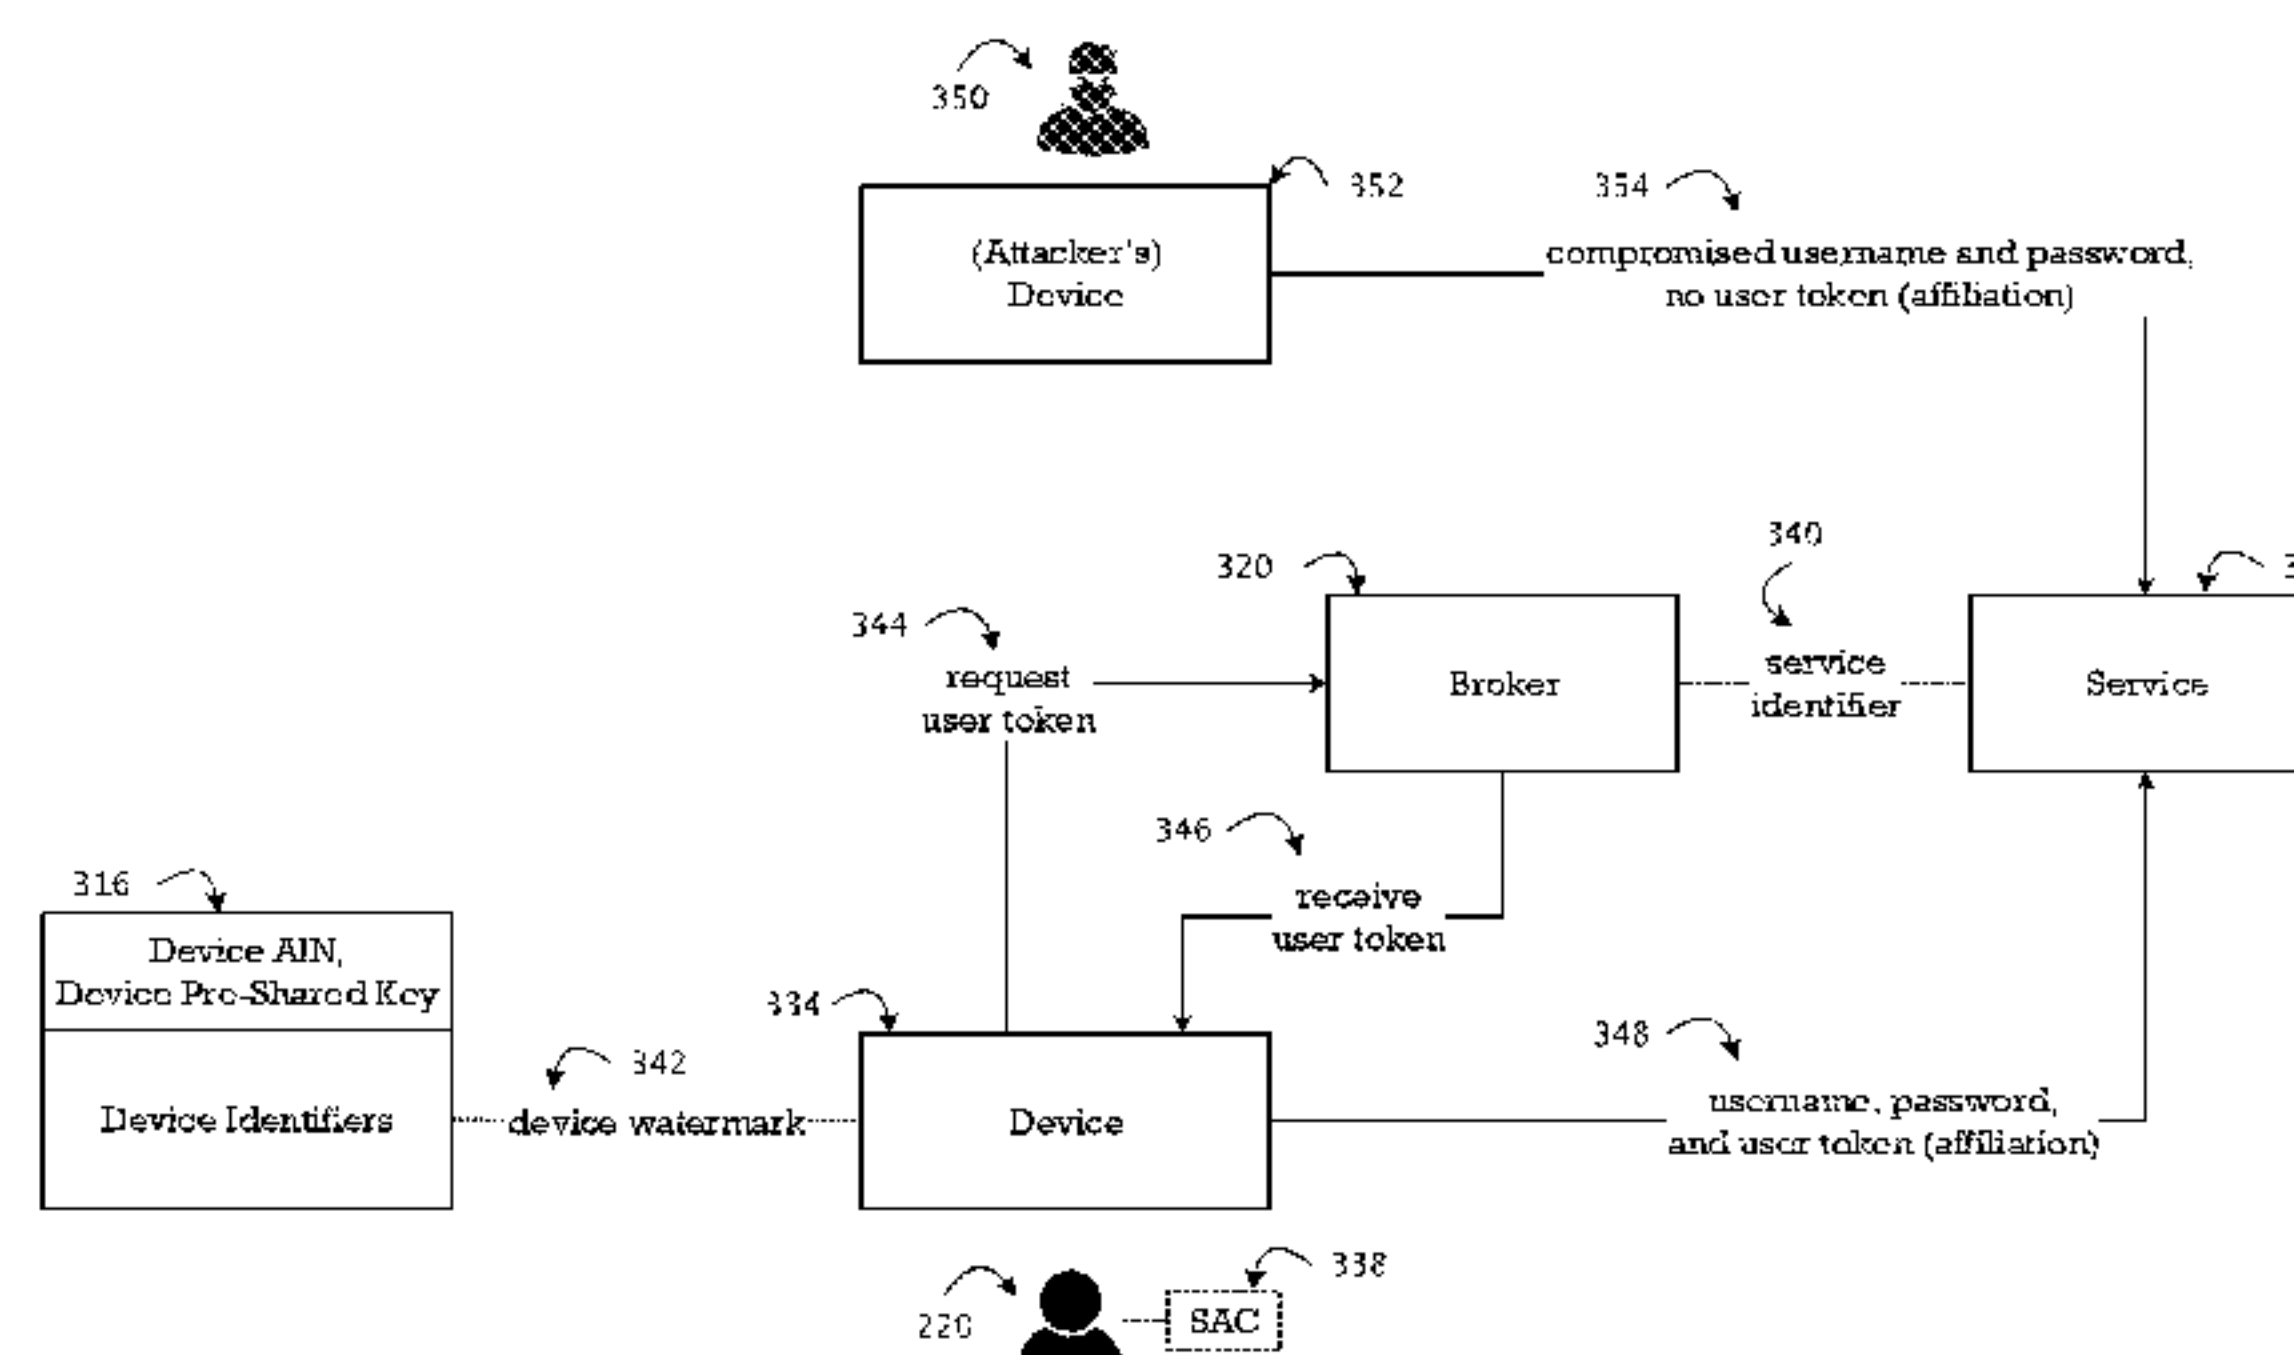 350
352
354
(Attacker's)
Device
compromised username and password,
no user token (affiliation)
340
320
344
request
user token
Broker
service
identifier
Service
346
316
receive
user token
Device AIN,
Device Pre-Shared Key
334
348
342
Device Identifiers
device watermark
Device
username, password,
and user token (affiliation)
338
220
SAC